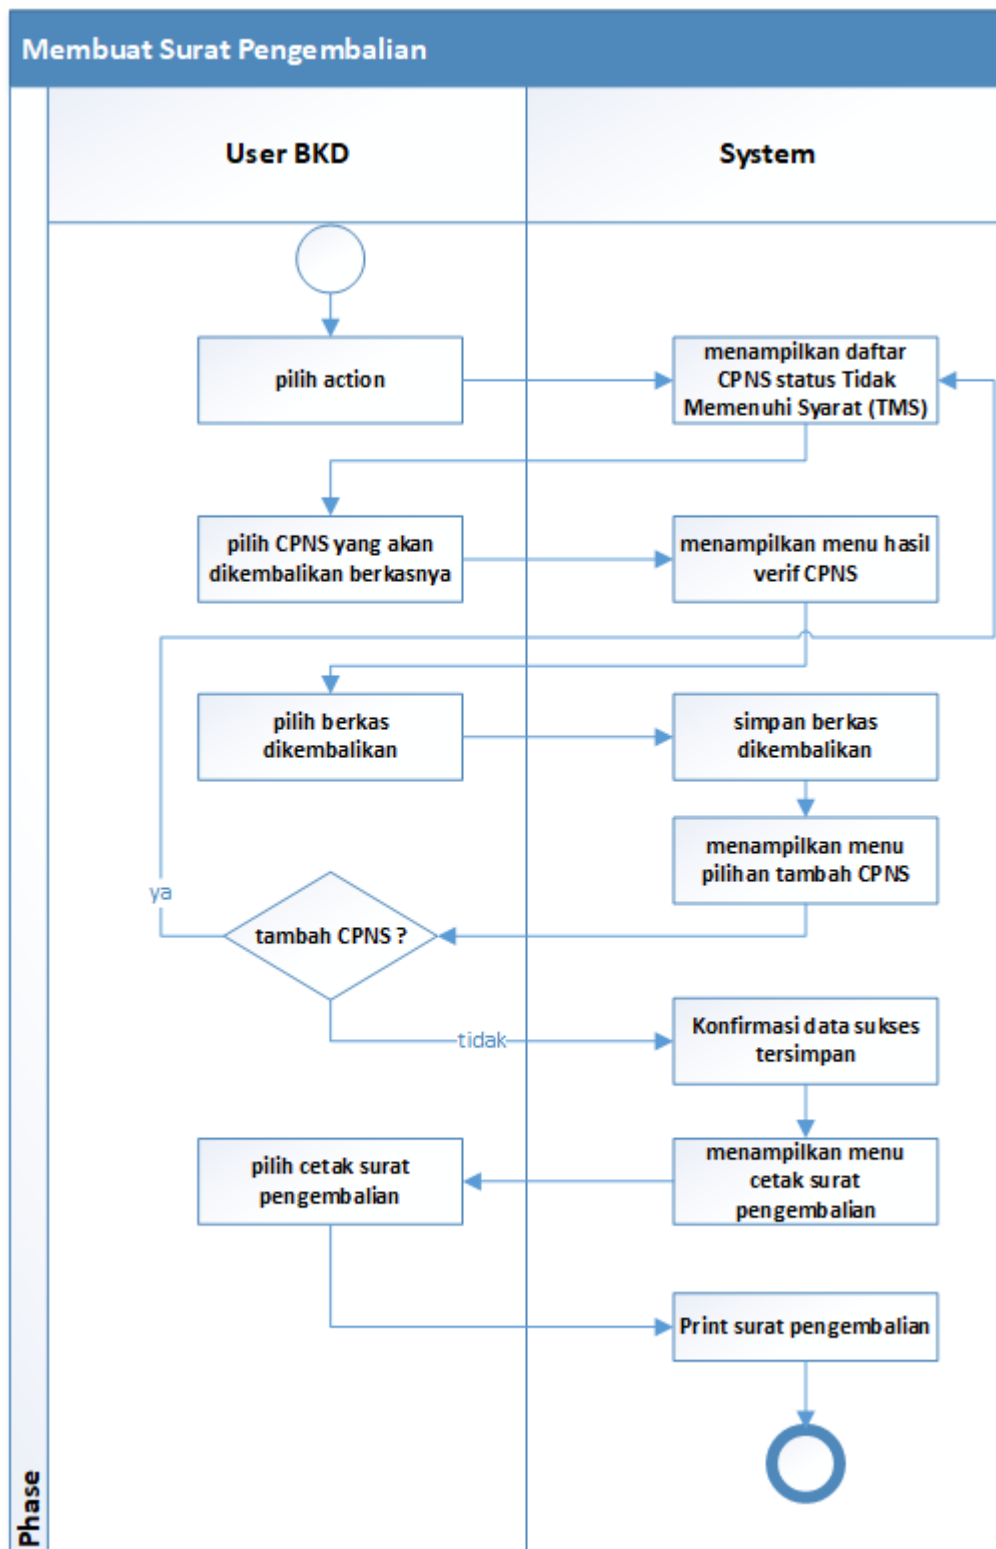 Membuat Surat Pengembalian
User BKD
System
pilih action
menampilkan daftar
CPNS status Tidak
Memenuhi Syarat (TMS)
pilih CPNS yang akan
dikembalikan berkasnya
menampilkan menu hasil
verif CPNS
pilih berkas
dikembalikan
simpan berkas
dikembalikan
menampilkan menu
pilihan tambah CPNS
ya
tambah CPNS ?
tidak
Konfirmasi data sukses
tersimpan
pilih cetak surat
pengembalian
menampilkan menu
cetak surat
pengembalian
Print surat pengembalian
Phase